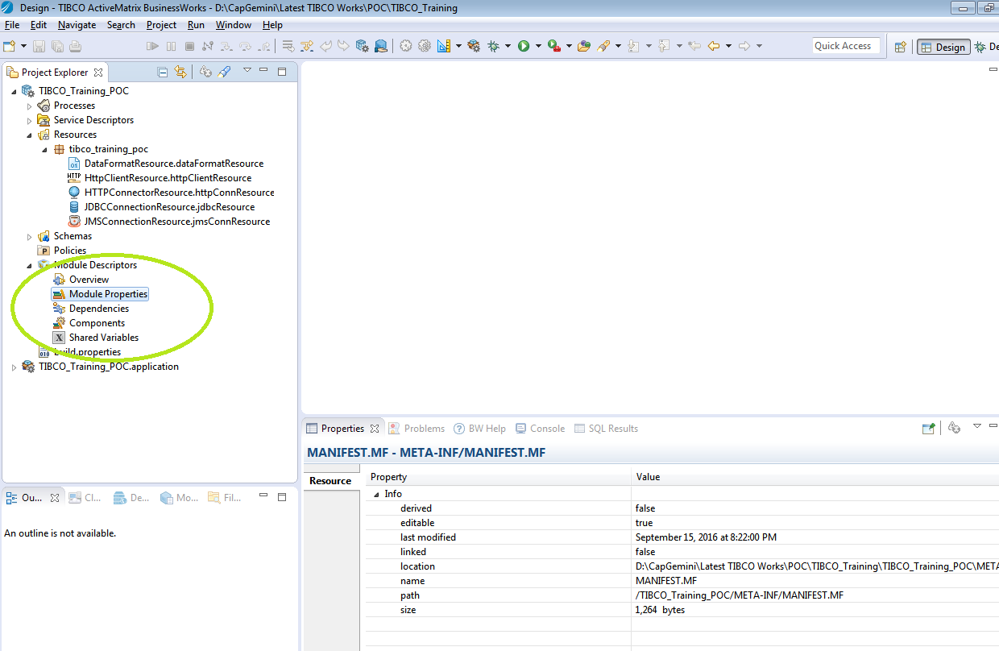 Design - TIBCO ActiveMatrix BusinessWorks - D:\CapGemini\Latest TIBCO Works\POC\TIBCO_Training
File Edit Navigate Search Project Run Window Help
Quick Access Design De
Project Explorer
TIBCO_Training_POC
Processes
Service Descriptors
Resources
tibco_training_poc
DataFormatResource.dataFormatResource
HTTP HttpClientResource.httpClientResource
HTTPConnectorResource.httpConnResource
JDBCConnectionResource.jdbcResource
JMSConnectionResource.jmsConnResource
Schemas
Policies
Module Descriptors
Overview
Module Properties
Dependencies
Components
Shared Variables
build.properties
TIBCO_Training_POC.application
Ou... Cl... De... Mo... Fil...
An outline is not available.
Properties Problems BW Help Console SQL Results
MANIFEST.MF - META-INF/MANIFEST.MF
Resource
Property Value
Info
derived false
editable true
last modified September 15, 2016 at 8:22:00 PM
linked false
location D:\CapGemini\Latest TIBCO Works\POC\TIBCO_Training\TIBCO_Training_POC\META
name MANIFEST.MF
path /TIBCO_Training_POC/META-INF/MANIFEST.MF
size 1,264 bytes